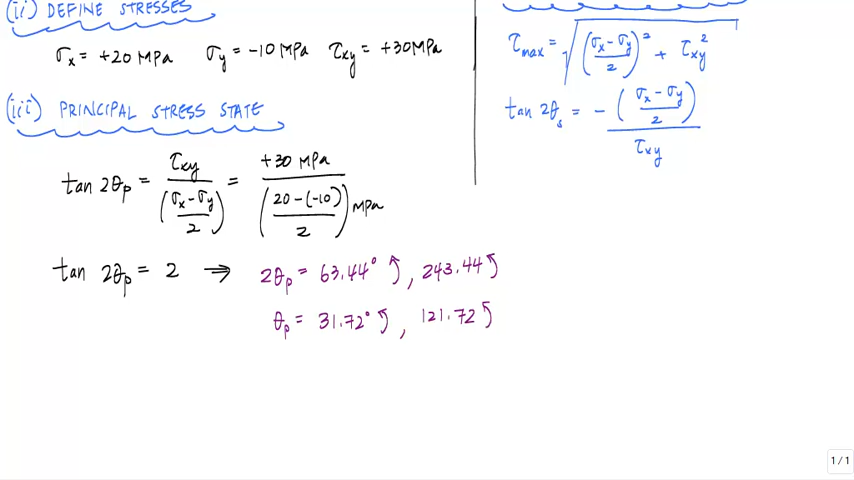 (ii) DEFINE STRESSES
σx = +20 MPa σy = -10 MPa τxy = +30MPa
(iii) PRINCIPAL STRESS STATE
tan 2θp = τxy / ((σx - σy)/2) = +30 MPa / ((20-(-10))/2) MPa
tan 2θp = 2 ⇒ 2θp = 63.44° ↺, 243.44 ↺
θp = 31.72° ↺, 121.72 ↺
τmax = √(((σx - σy)/2)² + τxy²)
tan 2θs = -((σx - σy)/2) / τxy
1 / 1